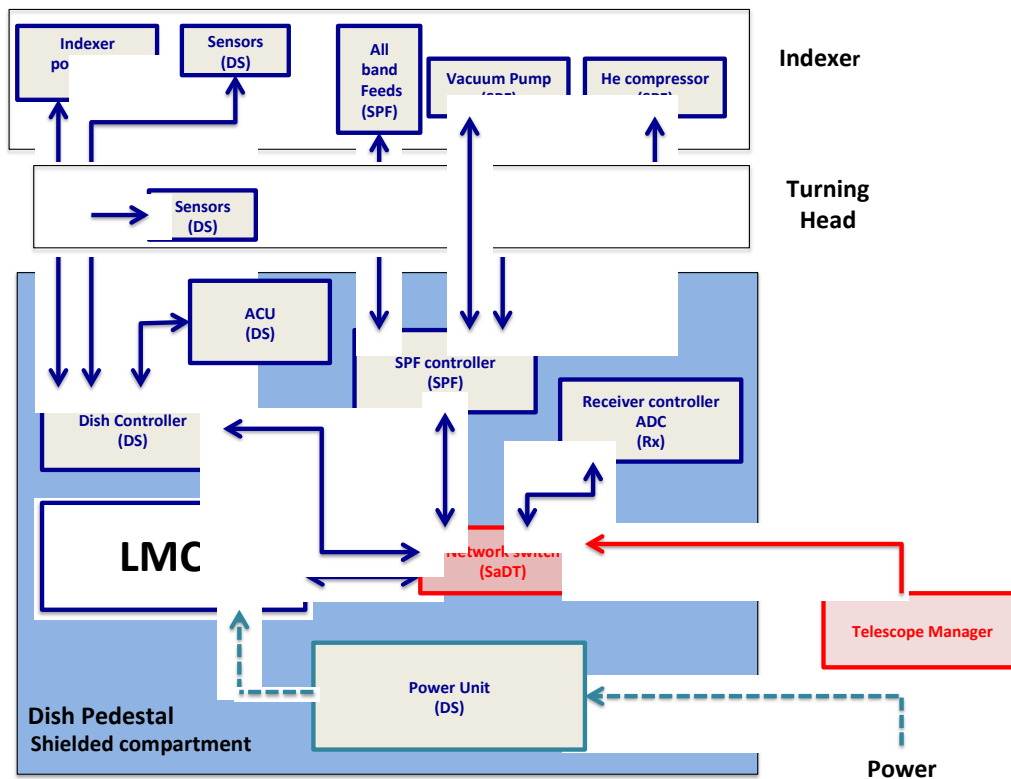 Indexer
Sensors
(DS)
All
band
Feeds
(SPF)
Vacuum Pump
He compressor
Indexer
Sensors
(DS)
Turning
Head
ACU
(DS)
SPF controller
(SPF)
Receiver controller
ADC
(Rx)
Dish Controller
(DS)
LMC
Network switch
(SaDT)
Telescope Manager
Power Unit
(DS)
Dish Pedestal
Shielded compartment
Power